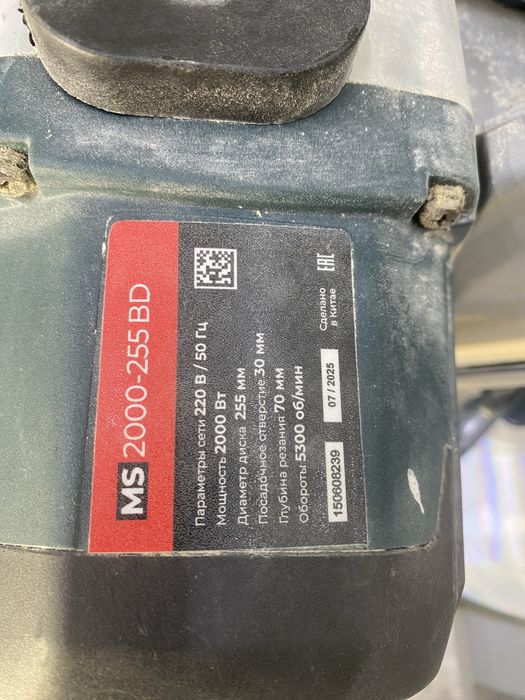 MS 2000-255 BD
Параметры сети 220 В / 50 Гц
Мощность 2000 Вт
Диаметр диска 255 мм
Посадочное отверстие 30 мм
Глубина резания 70 мм
Обороты 5300 об/мин
150608239
07 / 2025
Сделано
в Китае
EAC